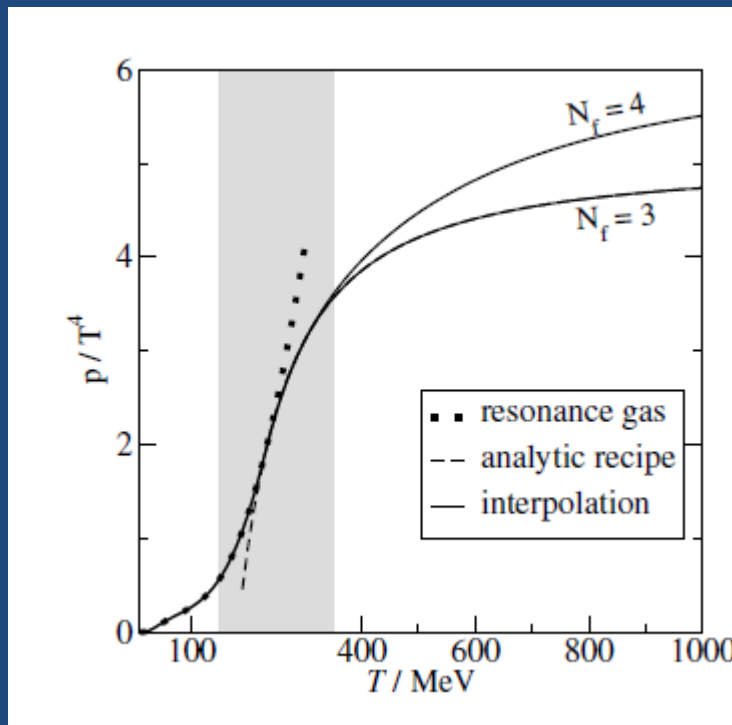 6
N_f = 4
N_f = 3
4
p / T^4
resonance gas
2
analytic recipe
interpolation
0
100 400 600 800 1000
T / MeV